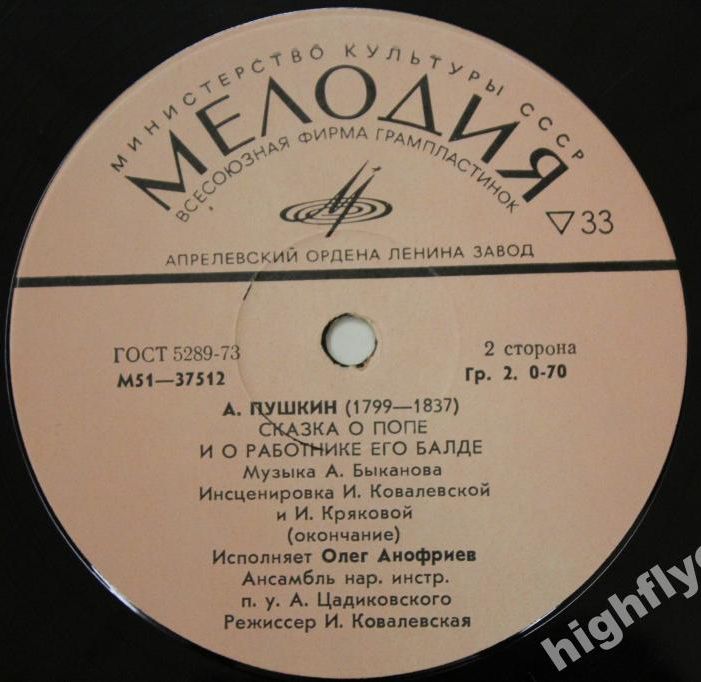 МИНИСТЕРСТВО КУЛЬТУРЫ СССР
МЕЛОДИЯ
ВСЕСОЮЗНАЯ ФИРМА ГРАМПЛАСТИНОК
33
АПРЕЛЕВСКИЙ ОРДЕНА ЛЕНИНА ЗАВОД
ГОСТ 5289-73
2 сторона
М51—37512
Гр. 2. 0-70
А. ПУШКИН (1799—1837)
СКАЗКА О ПОПЕ
И О РАБОТНИКЕ ЕГО БАЛДЕ
Музыка А. Быканова
Инсценировка И. Ковалевской
и И. Кряковой
(окончание)
Исполняет Олег Анофриев
Ансамбль нар. инстр.
п. у. А. Цадиковского
Режиссер И. Ковалевская